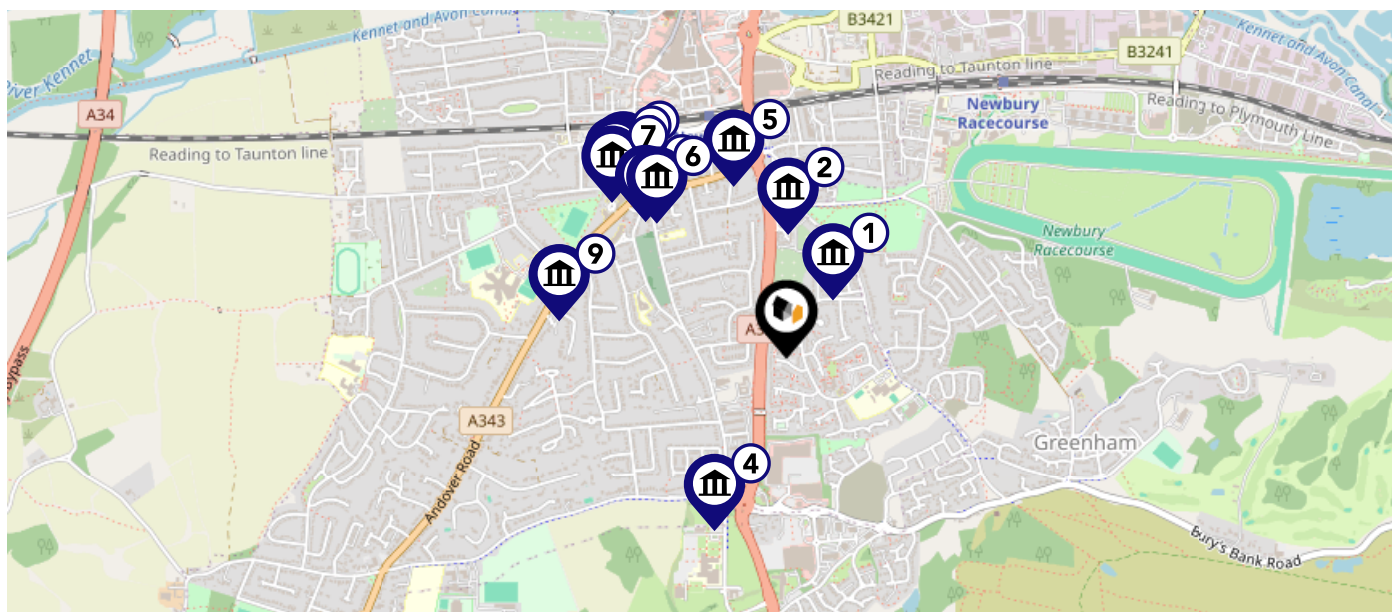 B3421
Kennet and Avon Canal
River Kennet
A34
Reading to Taunton line
B3241
Kennet and Avon Canal
Newbury
Racecourse
Reading to Plymouth Line
Reading to Taunton line
7
6
5
2
1
9
Newbury
Racecourse
Bypass
A343
Andover Road
4
Greenham
Bury's Bank Road